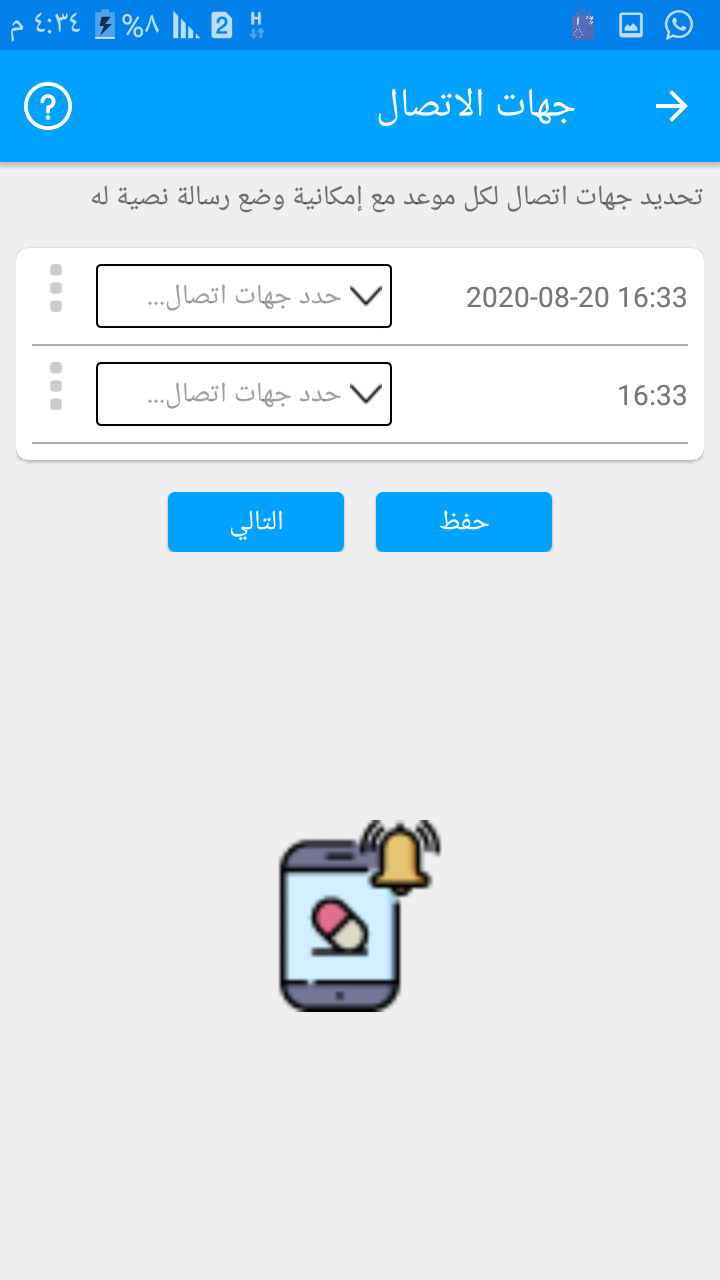 ٤:٣٤ م %٨ 2 H
جهات الاتصال ?
تحديد جهات اتصال لكل موعد مع إمكانية وضع رسالة نصية له
2020-08-20 16:33 حدد جهات اتصال...
16:33 حدد جهات اتصال...
حفظ التالي